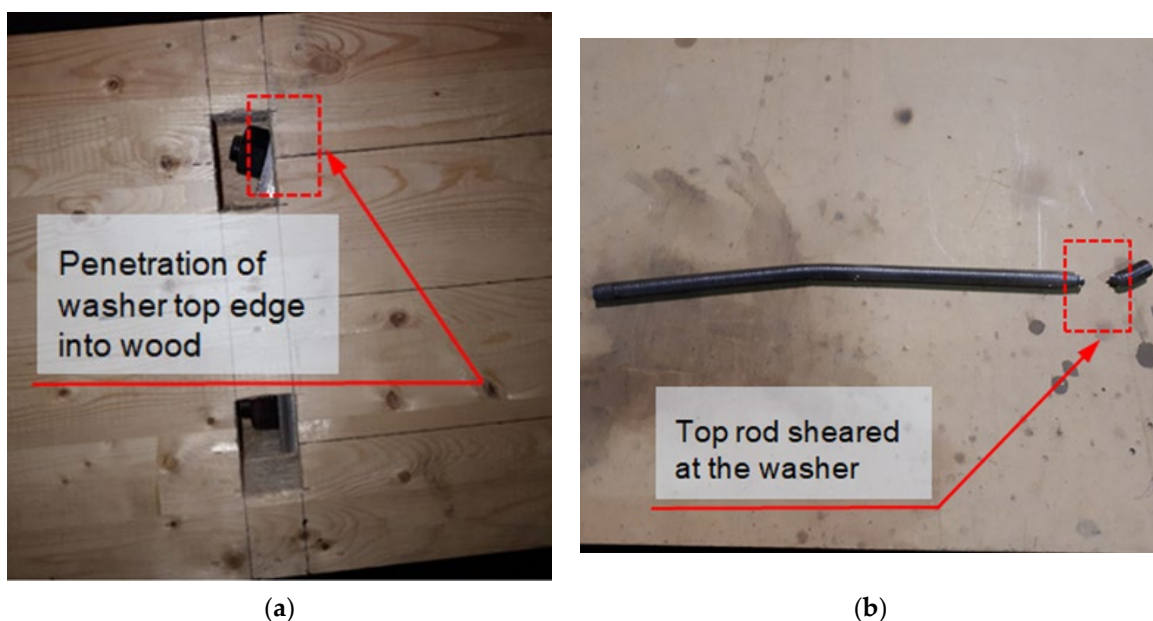 Penetration of
washer top edge
into wood
Top rod sheared
at the washer
(a)
(b)